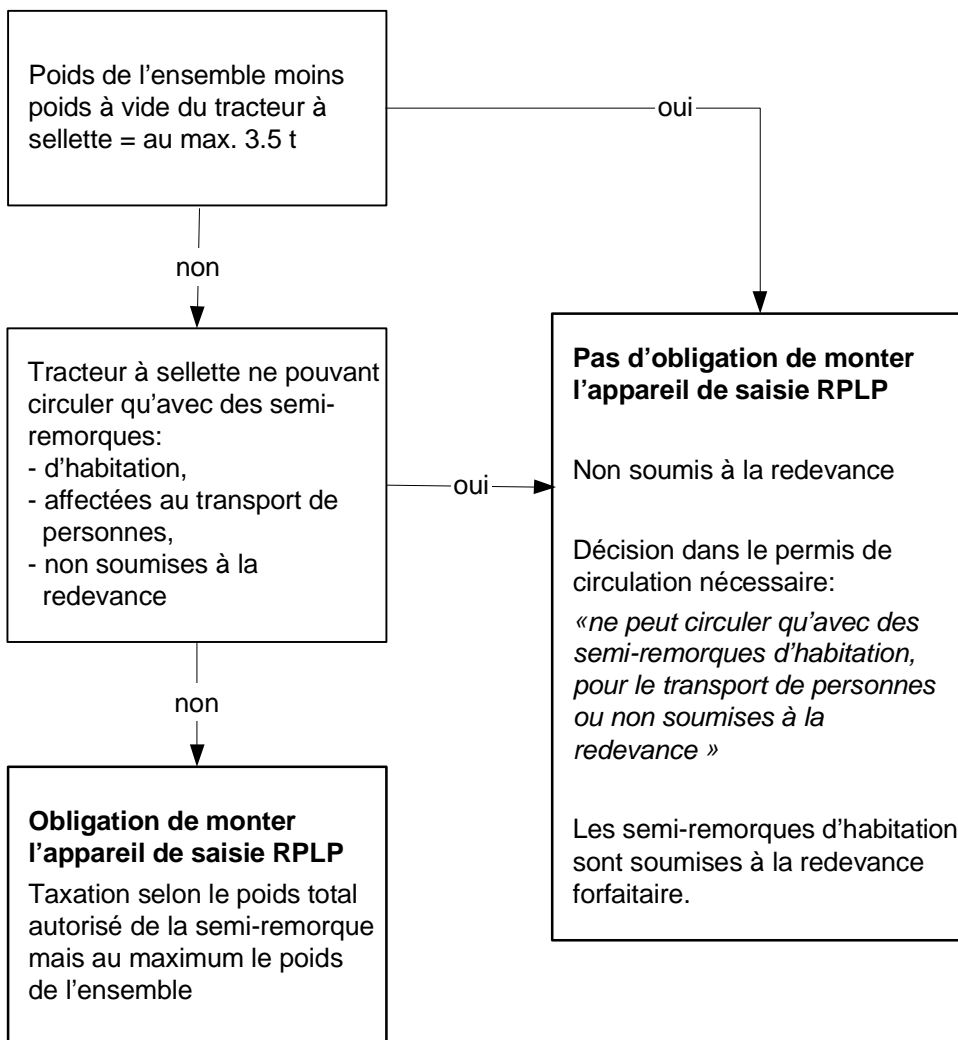 Poids de l'ensemble moins
poids à vide du tracteur à
sellette = au max. 3.5 t
oui
non
Tracteur à sellette ne pouvant
circuler qu'avec des semi-
remorques:
- d'habitation,
- affectées au transport de
personnes,
- non soumises à la
redevance
oui
non
Obligation de monter
l'appareil de saisie RPLP
Taxation selon le poids total
autorisé de la semi-remorque
mais au maximum le poids
de l'ensemble
Pas d'obligation de monter
l'appareil de saisie RPLP
Non soumis à la redevance
Décision dans le permis de
circulation nécessaire:
«ne peut circuler qu'avec des
semi-remorques d'habitation,
pour le transport de personnes
ou non soumises à la
redevance »
Les semi-remorques d'habitation
sont soumises à la redevance
forfaitaire.